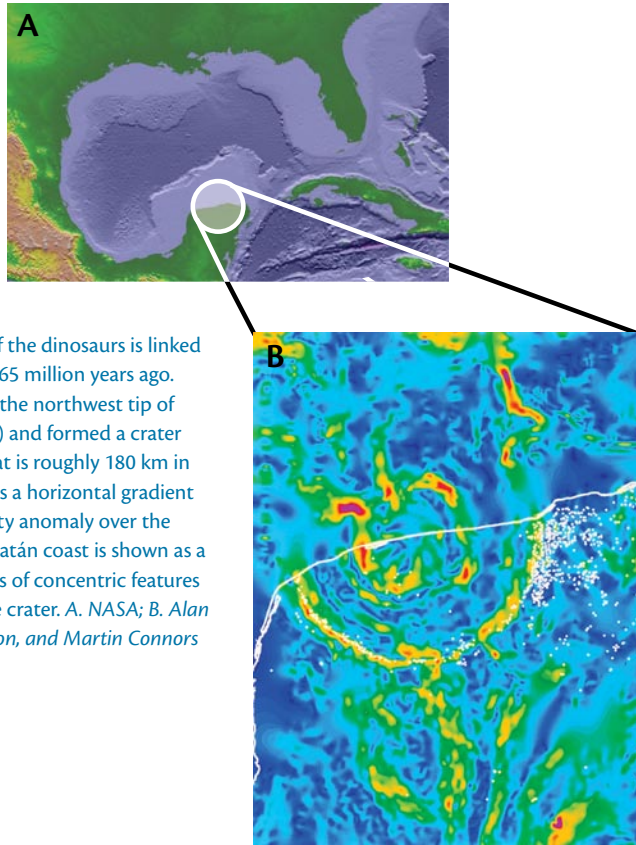 A
B
f the dinosaurs is linked
65 million years ago.
the northwest tip of
) and formed a crater
at is roughly 180 km in
s a horizontal gradient
ty anomaly over the
atán coast is shown as a
s of concentric features
e crater. A. NASA; B. Alan
on, and Martin Connors